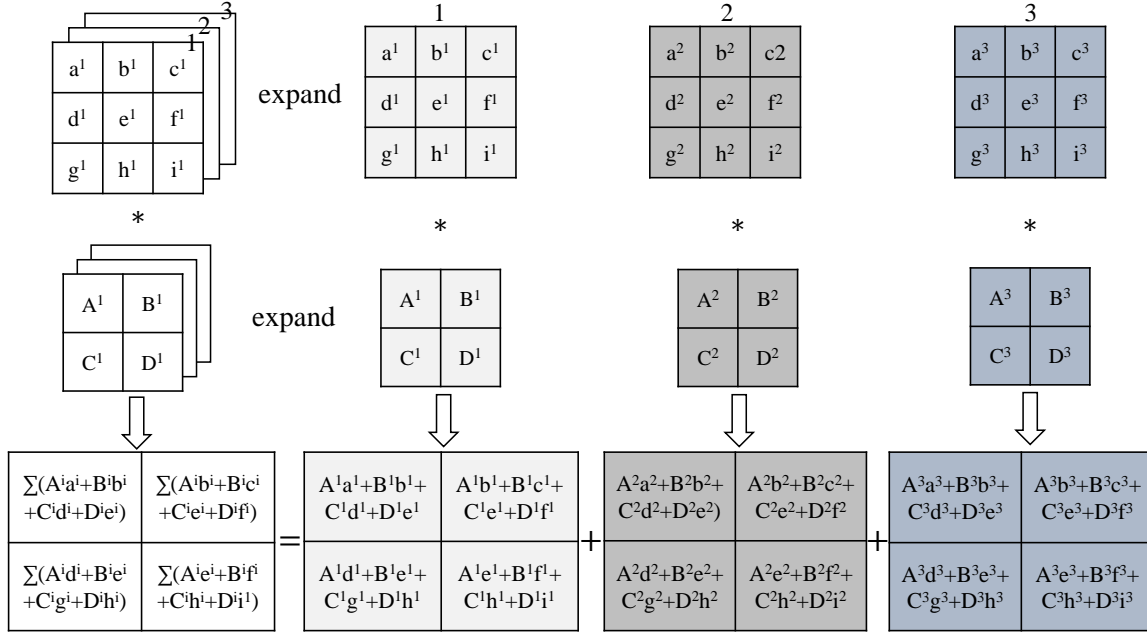 3
2
1
1
2
3
a¹ b¹ c¹
a¹ b¹ c¹
a² b² c2
a³ b³ c³
expand
d¹ e¹ f¹
d¹ e¹ f¹
d² e² f²
d³ e³ f³
g¹ h¹ i¹
g¹ h¹ i¹
g² h² i²
g³ h³ i³
* * * *
A¹ B¹
A¹ B¹
A² B²
A³ B³
expand
C¹ D¹
C¹ D¹
C² D²
C³ D³
∑(Aⁱaⁱ+Bⁱbⁱ
+Cⁱdⁱ+Dⁱeⁱ)
∑(Aⁱbⁱ+Bⁱcⁱ
+Cⁱeⁱ+Dⁱfⁱ)
∑(Aⁱdⁱ+Bⁱeⁱ
+Cⁱgⁱ+Dⁱhⁱ)
∑(Aⁱeⁱ+Bⁱfⁱ
+Cⁱhⁱ+Dⁱi¹)
=
A¹a¹+B¹b¹+
C¹d¹+D¹e¹
A¹b¹+B¹c¹+
C¹e¹+D¹f¹
A¹d¹+B¹e¹+
C¹g¹+D¹h¹
A¹e¹+B¹f¹+
C¹h¹+D¹i¹
+
A²a²+B²b²+
C²d²+D²e²)
A²b²+B²c²+
C²e²+D²f²
A²d²+B²e²+
C²g²+D²h²
A²e²+B²f²+
C²h²+D²i²
+
A³a³+B³b³+
C³d³+D³e³
A³b³+B³c³+
C³e³+D³f³
A³d³+B³e³+
C³g³+D³h³
A³e³+B³f³+
C³h³+D³i³